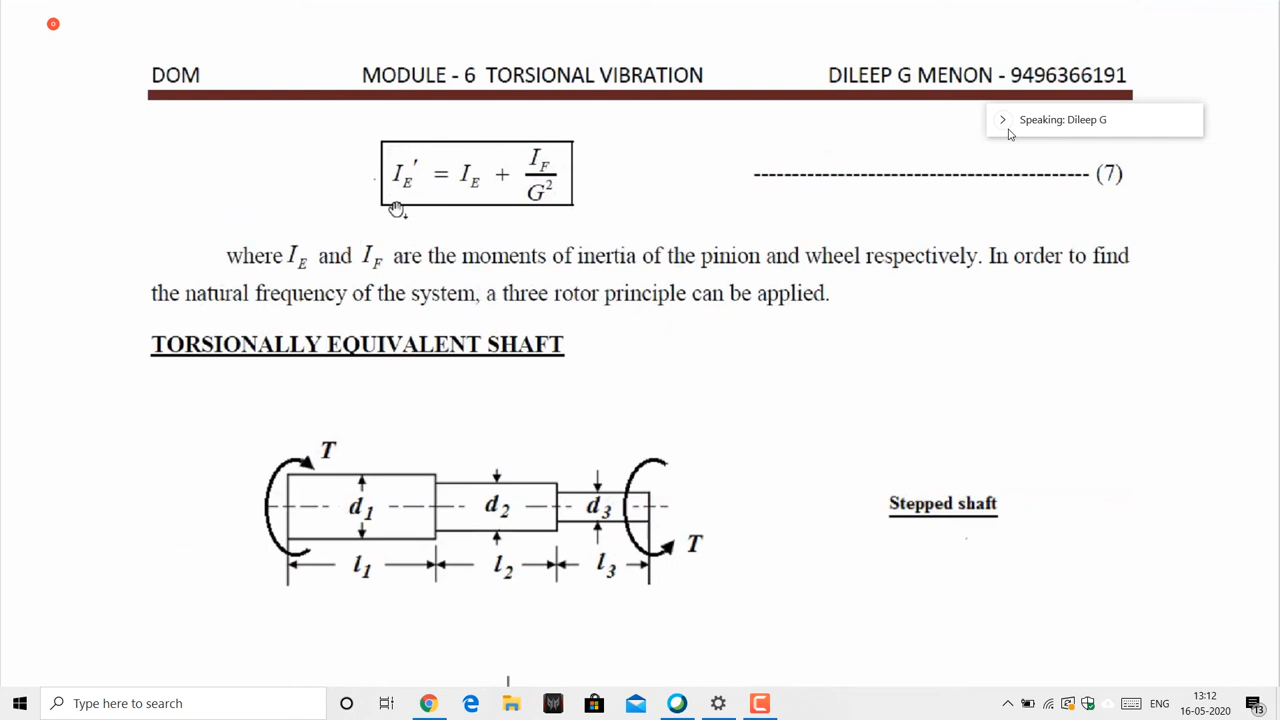 DOM MODULE - 6 TORSIONAL VIBRATION DILEEP G MENON - 9496366191
Speaking: Dileep G
I_E' = I_E + I_F / G² ------------------------------------------- (7)
where I_E and I_F are the moments of inertia of the pinion and wheel respectively. In order to find
the natural frequency of the system, a three rotor principle can be applied.
TORSIONALLY EQUIVALENT SHAFT
T
d₁ d₂ d₃ Stepped shaft
T
l₁ l₂ l₃
Type here to search
ENG
13:12
16-05-2020
13